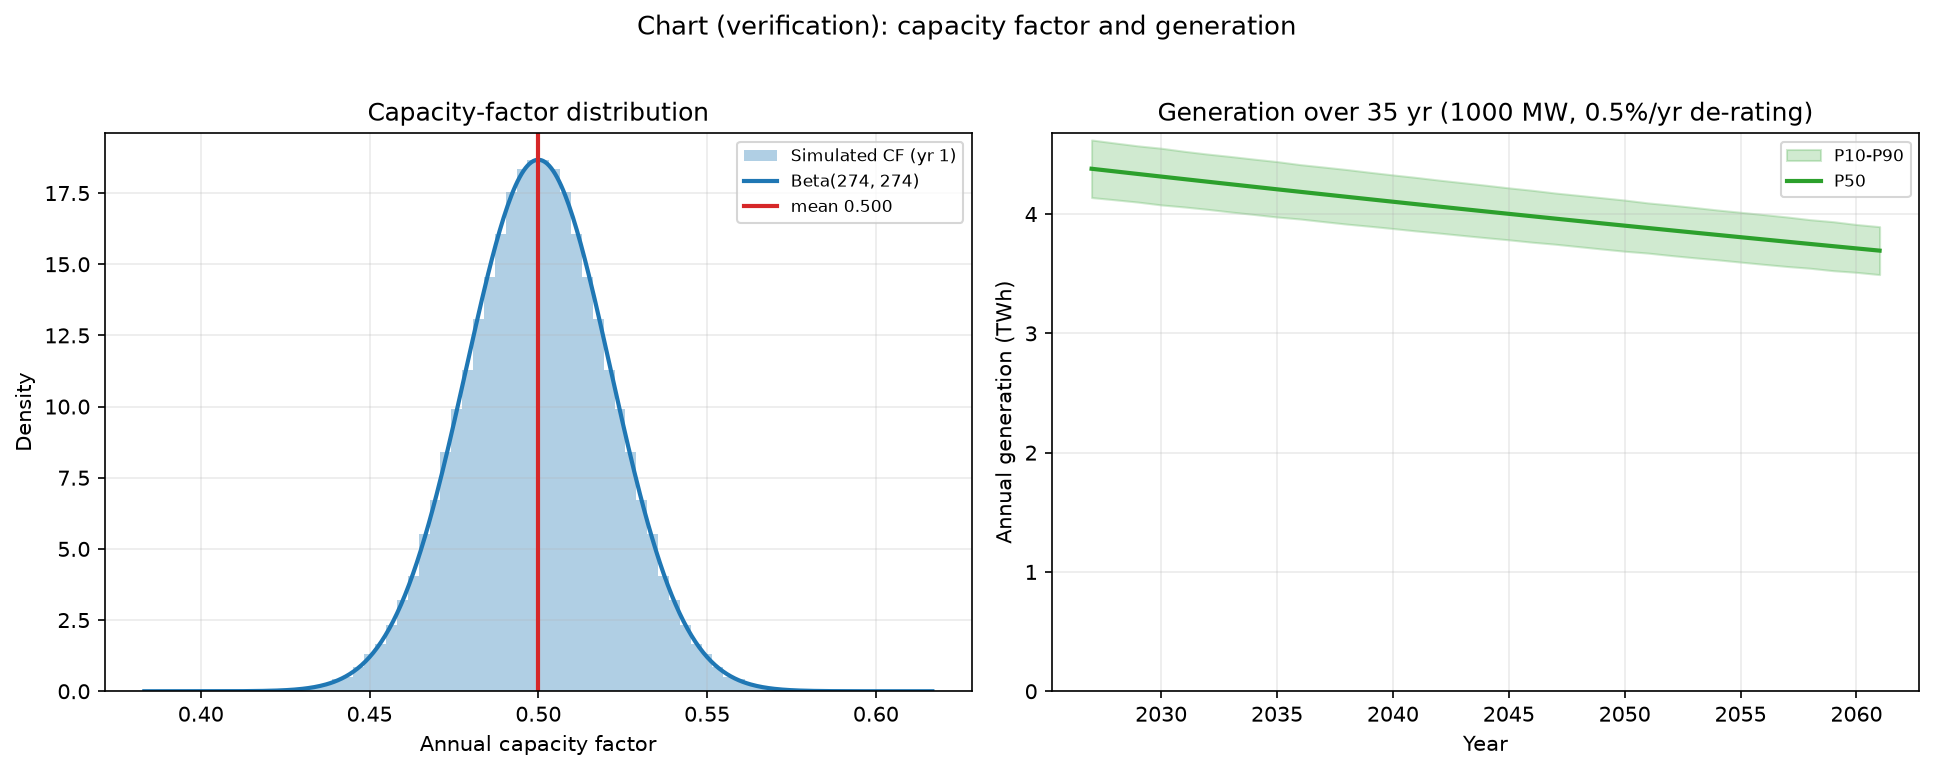 Chart (verification): capacity factor and generation
Capacity-factor distribution
Simulated CF (yr 1)
Beta(274, 274)
mean 0.500
17.5
15.0
12.5
10.0
7.5
5.0
2.5
0.0
Density
0.40
0.45
0.50
0.55
0.60
Annual capacity factor
Generation over 35 yr (1000 MW, 0.5%/yr de-rating)
P10-P90
P50
4
3
2
1
0
Annual generation (TWh)
2030
2035
2040
2045
2050
2055
2060
Year